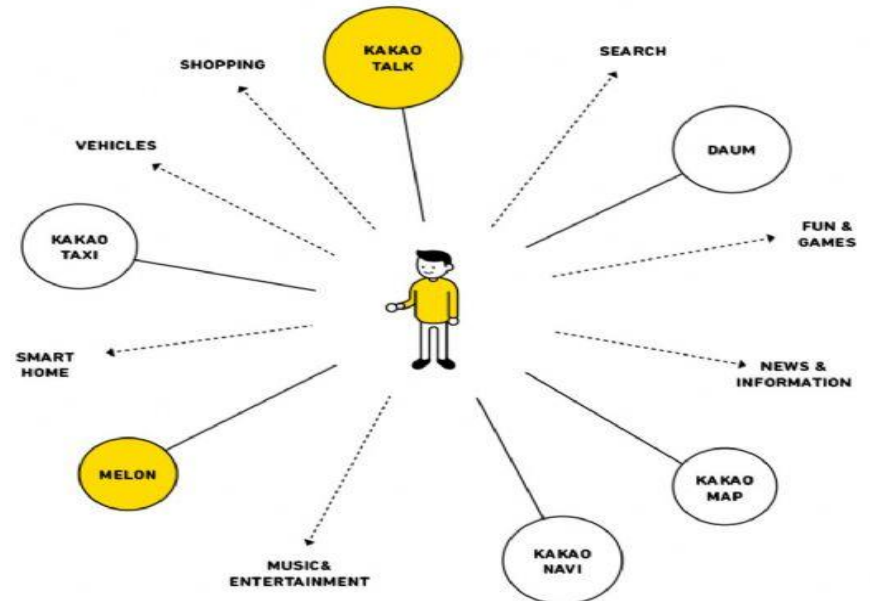 KAKAO
TALK
SEARCH
SHOPPING
VEHICLES
DAUM
KAKAO
TAXI
FUN &
GAMES
SMART
HOME
NEWS &
INFORMATION
MELON
KAKAO
MAP
KAKAO
NAVI
MUSIC&
ENTERTAINMENT